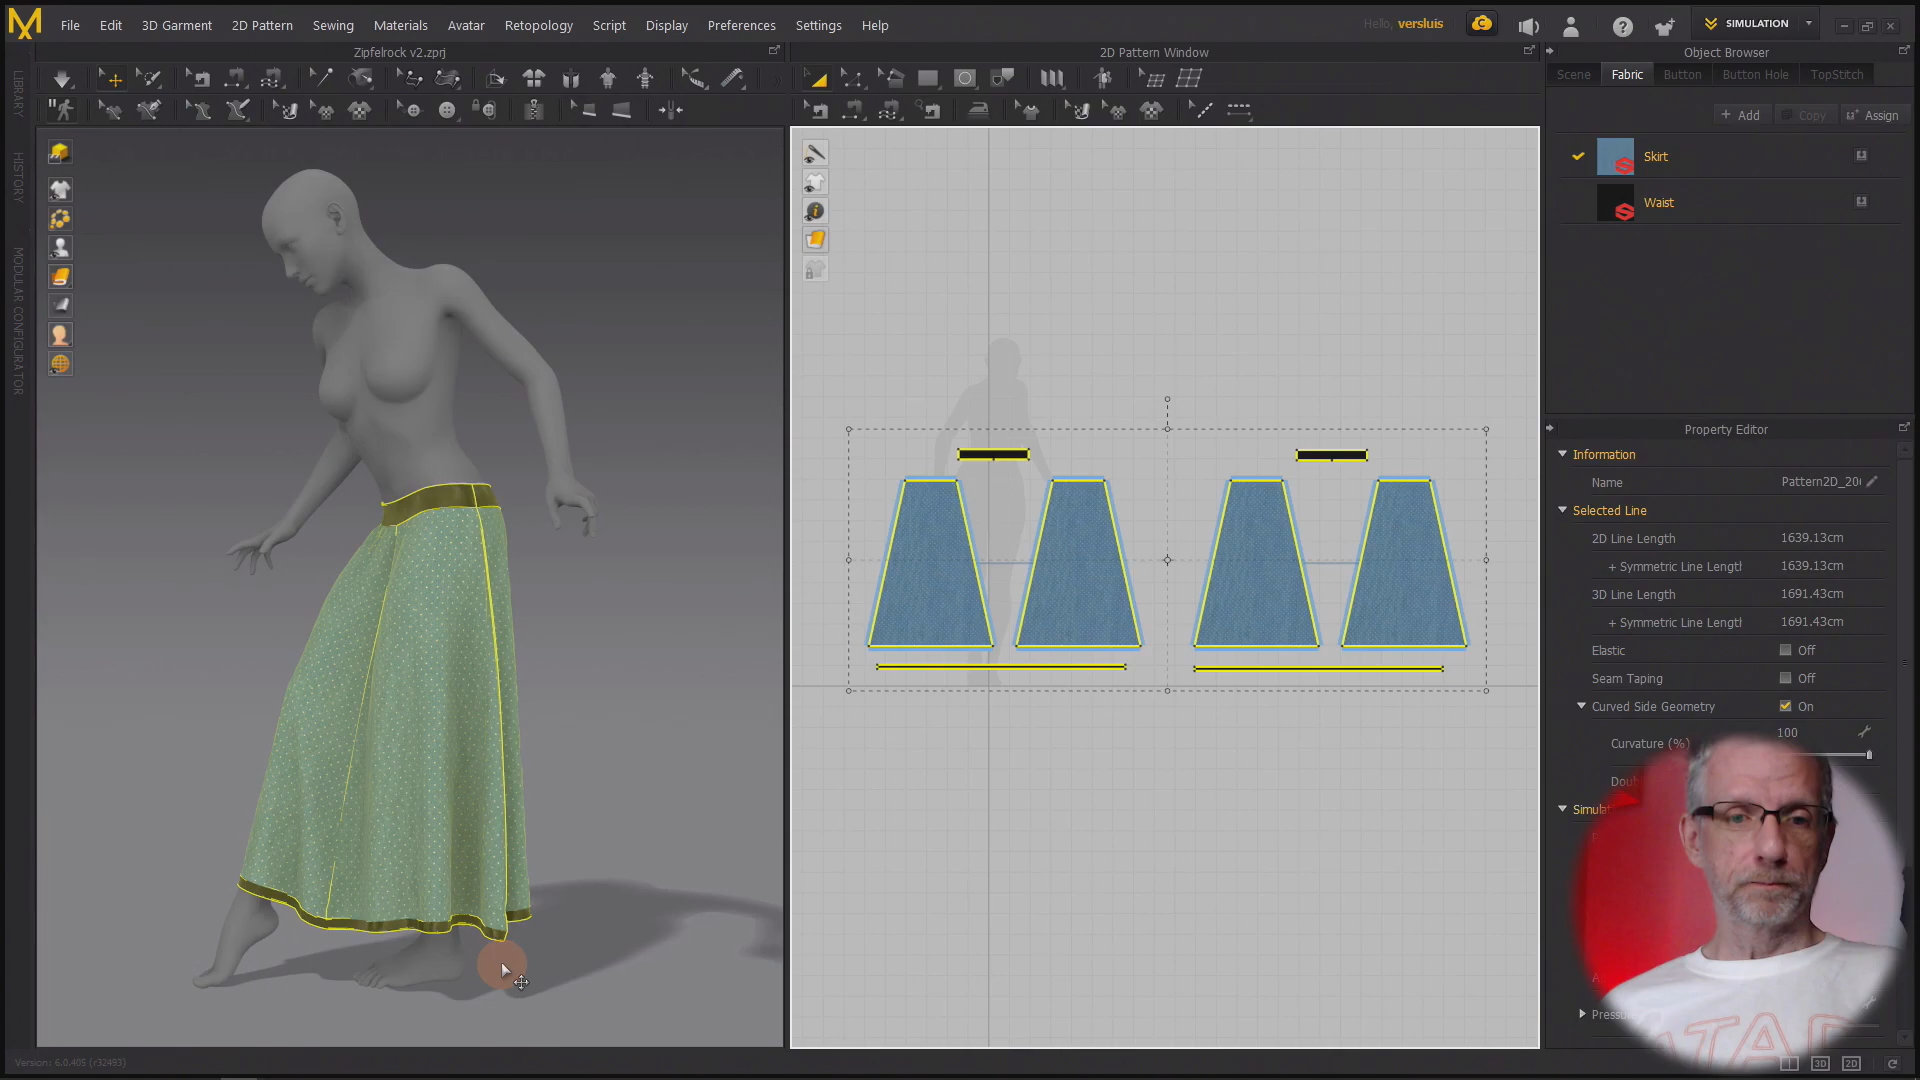 File Edit 3D Garment 2D Pattern Sewing Materials Avatar Retopology Script Display Preferences Settings Help
Hello, versluis
SIMULATION
Zipfelrock v2.zprj
2D Pattern Window
Object Browser
Scene Fabric Button Button Hole TopStitch
+ Add Copy Assign
Skirt
Waist
LIBRARY
HISTORY
MODULAR CONFIGURATOR
Property Editor
Information
Name Pattern2D_20
Selected Line
2D Line Length 1639.13cm
+ Symmetric Line Lengtl 1639.13cm
3D Line Length 1691.43cm
+ Symmetric Line Lengtl 1691.43cm
Elastic Off
Seam Taping Off
Curved Side Geometry On
Curvature (%) 100
Dou
Simulat
Pressu
Version: 6.0.405 (r32493)
3D 2D